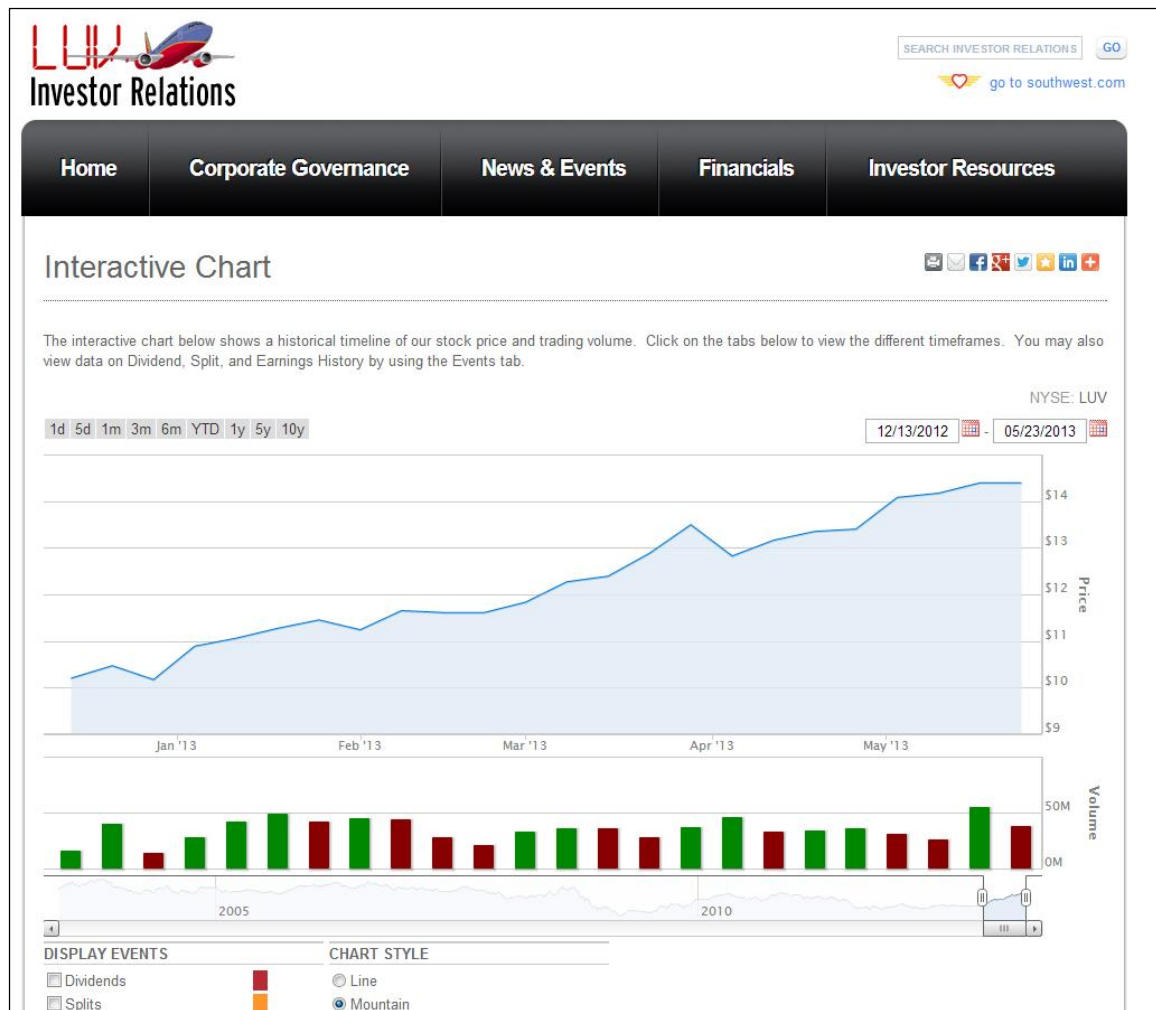 LUV
Investor Relations
SEARCH INVESTOR RELATIONS GO
go to southwest.com
Home Corporate Governance News & Events Financials Investor Resources
Interactive Chart
The interactive chart below shows a historical timeline of our stock price and trading volume. Click on the tabs below to view the different timeframes. You may also
view data on Dividend, Split, and Earnings History by using the Events tab.
NYSE: LUV
1d 5d 1m 3m 6m YTD 1y 5y 10y 12/13/2012 - 05/23/2013
$14
$13
$12
Price
$11
$10
$9
Jan '13 Feb '13 Mar '13 Apr '13 May '13
50M
Volume
0M
2005 2010
DISPLAY EVENTS CHART STYLE
Dividends Line
Splits Mountain